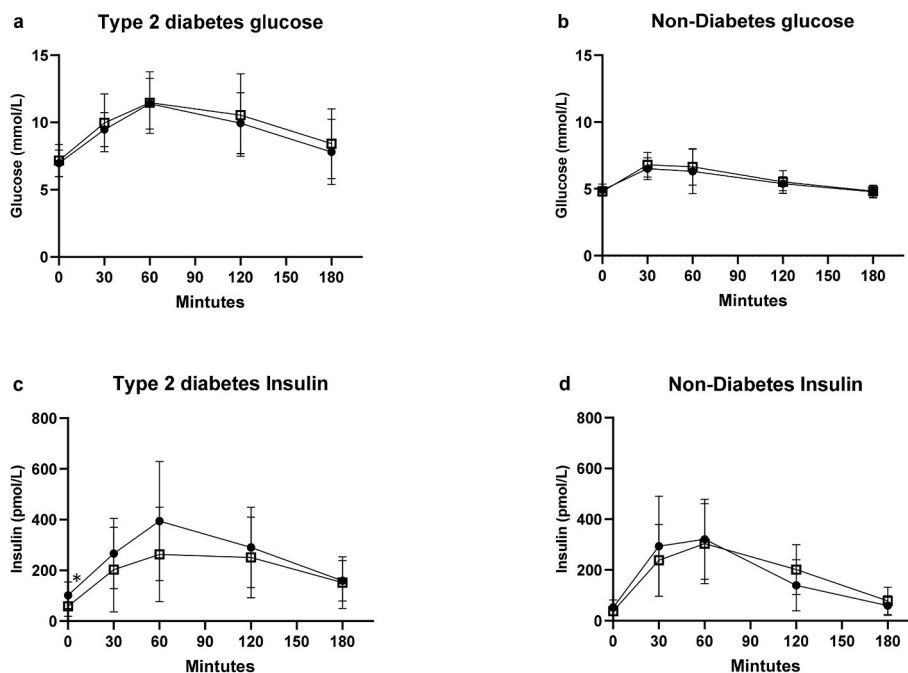 a
Type 2 diabetes glucose
15
10
5
0
Glucose (mmol/L)
0 30 60 90 120 150 180
Mintutes
b
Non-Diabetes glucose
15
10
5
0
Gllucose (mmol/L)
0 30 60 90 120 150 180
Mintutes
c
Type 2 diabetes Insulin
800
600
400
200
0
Insulin (pmol/L)
*
0 30 60 90 120 150 180
Mintutes
d
Non-Diabetes Insulin
800
600
400
200
0
Insulin (pmol/L)
0 30 60 90 120 150 180
Mintutes